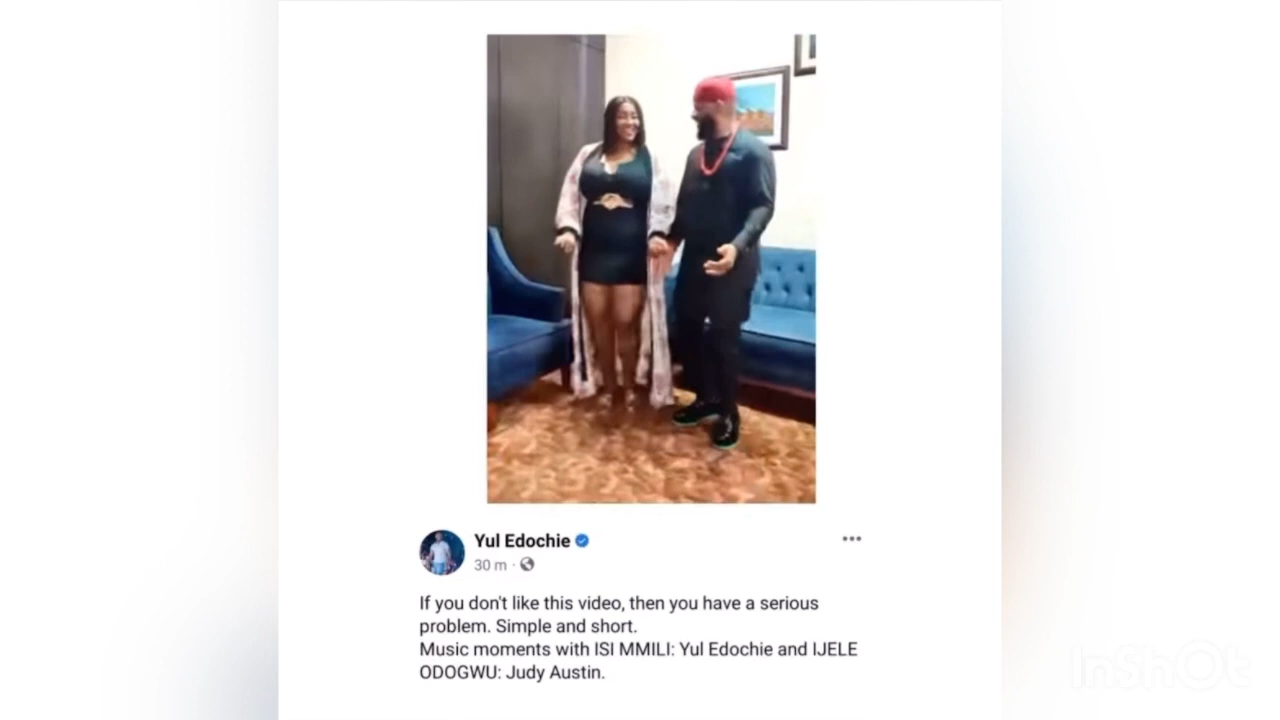 Yul Edochie
30 m ·
If you don't like this video, then you have a serious
problem. Simple and short.
Music moments with ISI MMILI: Yul Edochie and IJELE
ODOGWU: Judy Austin.
InShOt